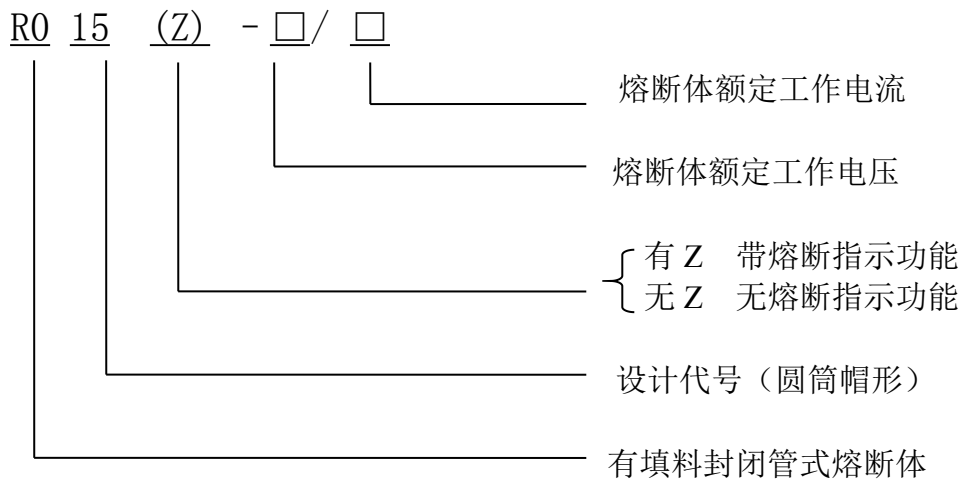 RO 15 (Z) -□/ □
熔断体额定工作电流
熔断体额定工作电压
有 Z 带熔断指示功能
无 Z 无熔断指示功能
设计代号（圆筒帽形）
有填料封闭管式熔断体